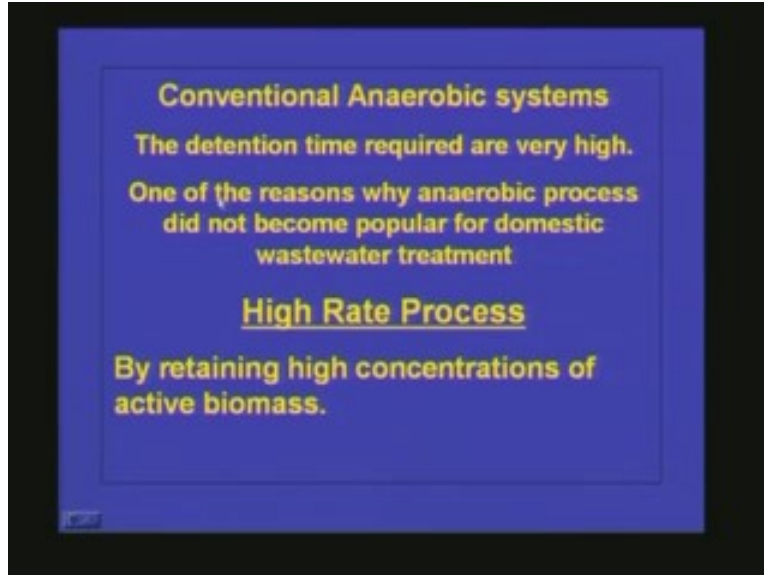 Conventional Anaerobic systems
The detention time required are very high.
One of the reasons why anaerobic process
did not become popular for domestic
wastewater treatment
High Rate Process
By retaining high concentrations of
active biomass.